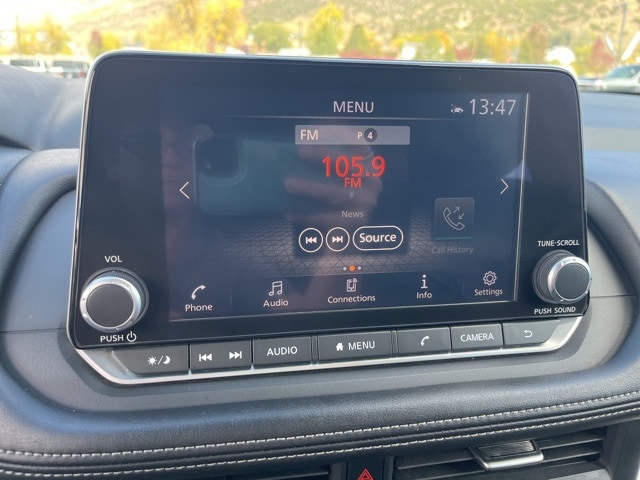 MENU 13:47
FM P 4
105.9
FM
News
Source
Call History
Phone Audio Connections Info Settings
VOL
PUSH
TUNE·SCROLL
PUSH SOUND
AUDIO MENU CAMERA